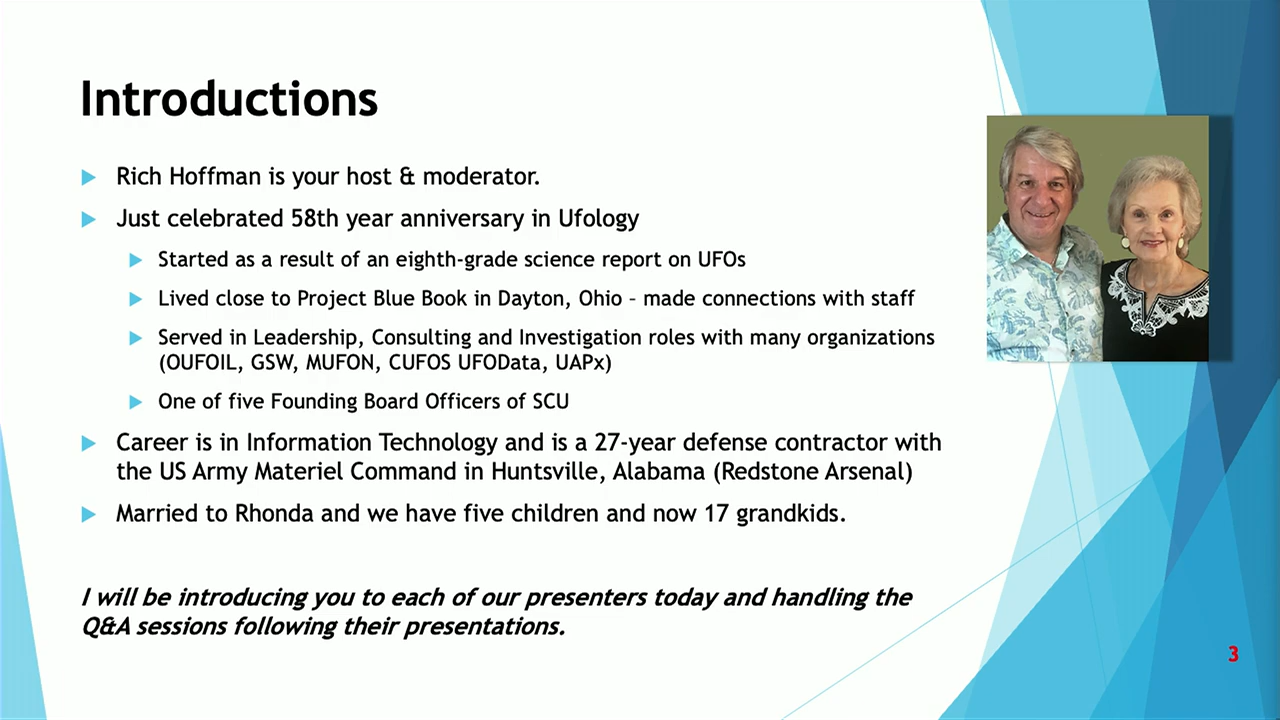 Introductions
Rich Hoffman is your host & moderator.
Just celebrated 58th year anniversary in Ufology
Started as a result of an eighth-grade science report on UFOs
Lived close to Project Blue Book in Dayton, Ohio – made connections with staff
Served in Leadership, Consulting and Investigation roles with many organizations
(OUFOIL, GSW, MUFON, CUFOS UFOData, UAPx)
One of five Founding Board Officers of SCU
Career is in Information Technology and is a 27-year defense contractor with
the US Army Materiel Command in Huntsville, Alabama (Redstone Arsenal)
Married to Rhonda and we have five children and now 17 grandkids.
I will be introducing you to each of our presenters today and handling the
Q&A sessions following their presentations.
3